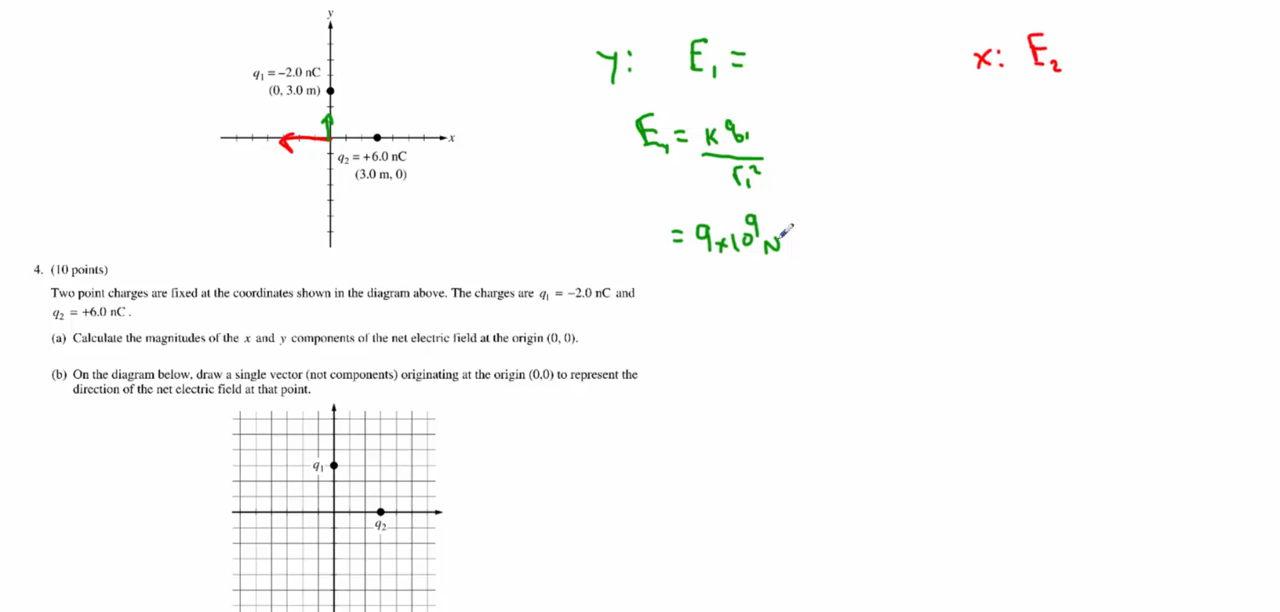 y
q₁ = −2.0 nC
(0, 3.0 m)
x
q₂ = +6.0 nC
(3.0 m, 0)
y: E₁ =
x: E₂
E₁ = Kq₁
r₁²
= 9×10⁹ N
4. (10 points)
Two point charges are fixed at the coordinates shown in the diagram above. The charges are q₁ = −2.0 nC and
q₂ = +6.0 nC .
(a) Calculate the magnitudes of the x and y components of the net electric field at the origin (0, 0).
(b) On the diagram below, draw a single vector (not components) originating at the origin (0,0) to represent the
direction of the net electric field at that point.
q₁
q₂